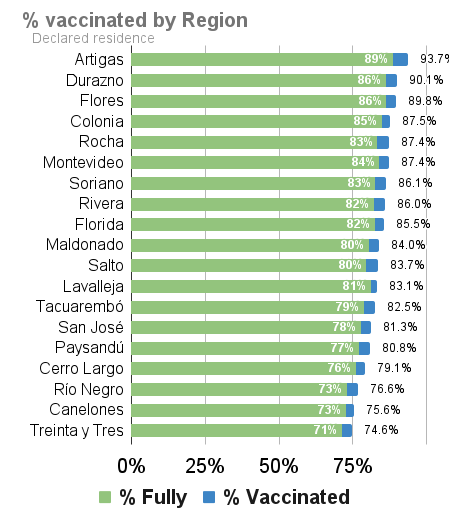 % vaccinated by Region
Declared residence
Artigas 89% 93.7%
Durazno 86% 90.1%
Flores 86% 89.8%
Colonia 85% 87.5%
Rocha 83% 87.4%
Montevideo 84% 87.4%
Soriano 83% 86.1%
Rivera 82% 86.0%
Florida 82% 85.5%
Maldonado 80% 84.0%
Salto 80% 83.7%
Lavalleja 81% 83.1%
Tacuarembó 79% 82.5%
San José 78% 81.3%
Paysandú 77% 80.8%
Cerro Largo 76% 79.1%
Río Negro 73% 76.6%
Canelones 73% 75.6%
Treinta y Tres 71% 74.6%
0% 25% 50% 75%
% Fully % Vaccinated